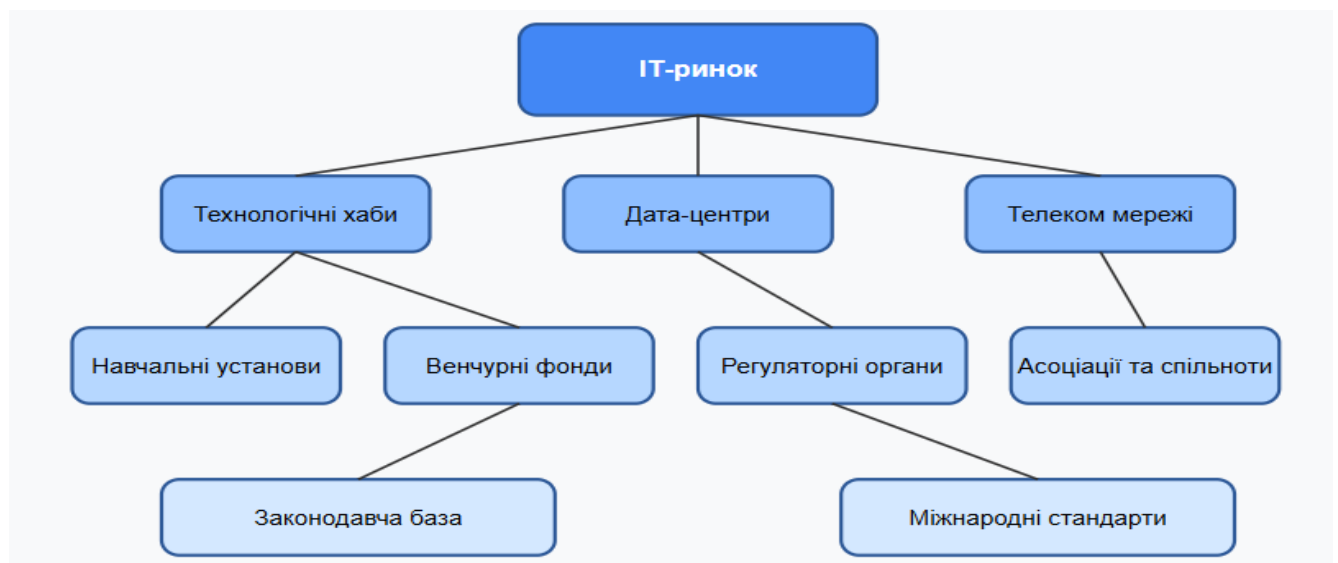 ІТ-ринок
Технологічні хаби
Дата-центри
Телеком мережі
Навчальні установи
Венчурні фонди
Регуляторні органи
Асоціації та спільноти
Законодавча база
Міжнародні стандарти